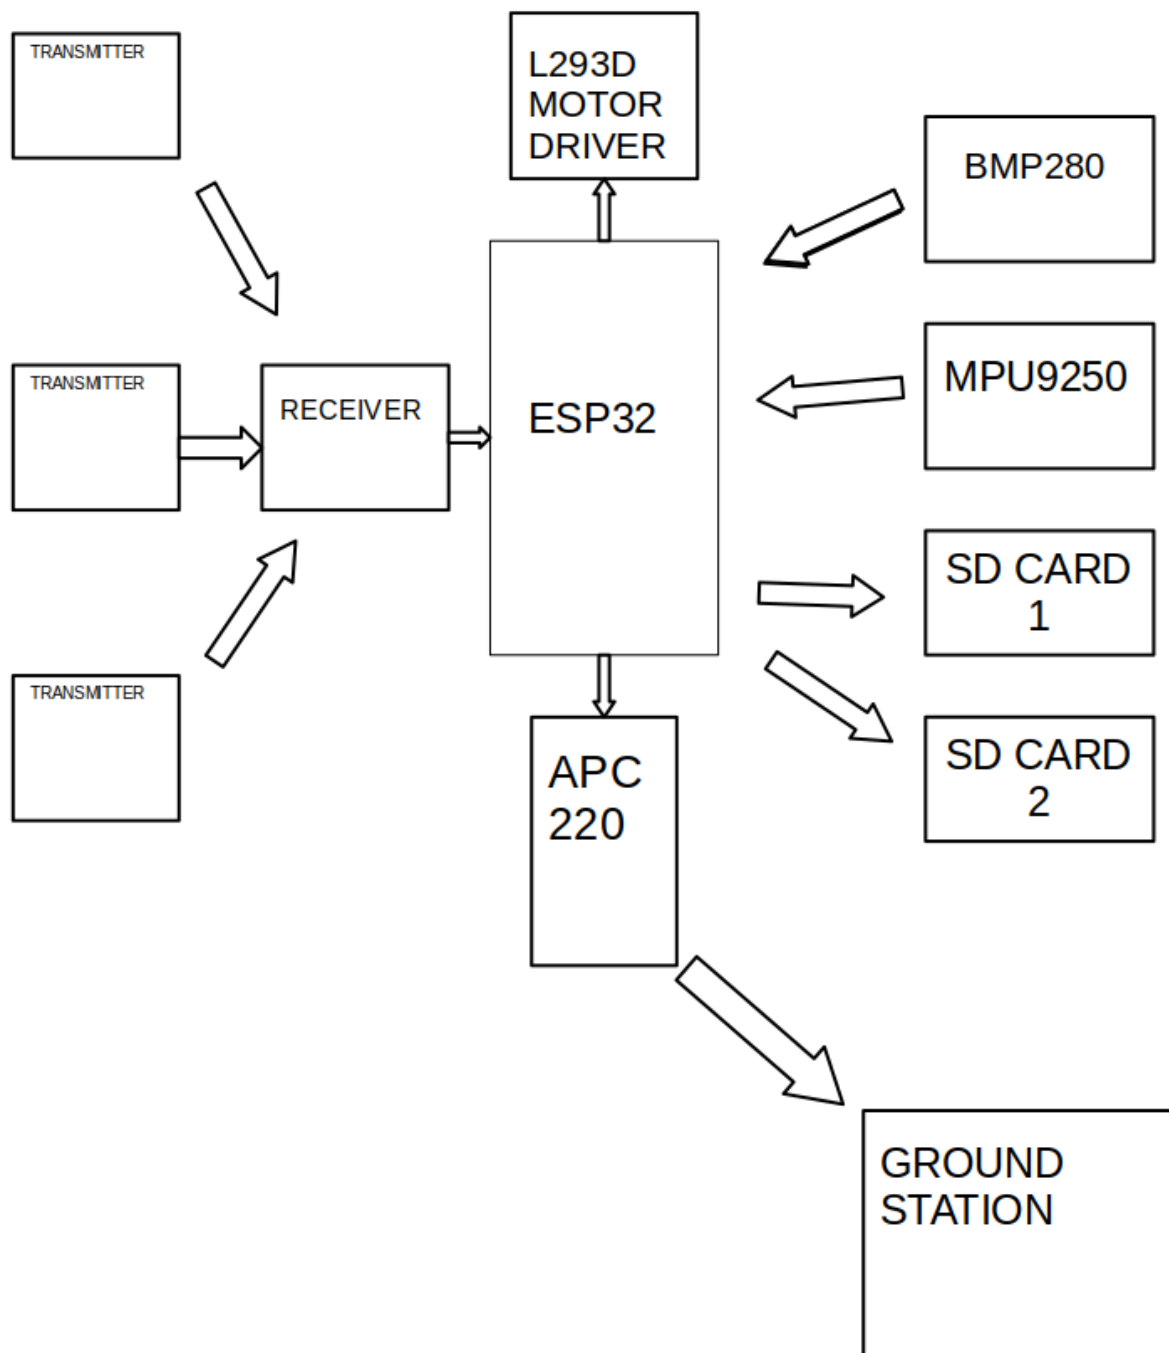 TRANSMITTER
L293D
MOTOR
DRIVER
BMP280
TRANSMITTER
RECEIVER
ESP32
MPU9250
SD CARD
1
TRANSMITTER
APC
220
SD CARD
2
GROUND
STATION